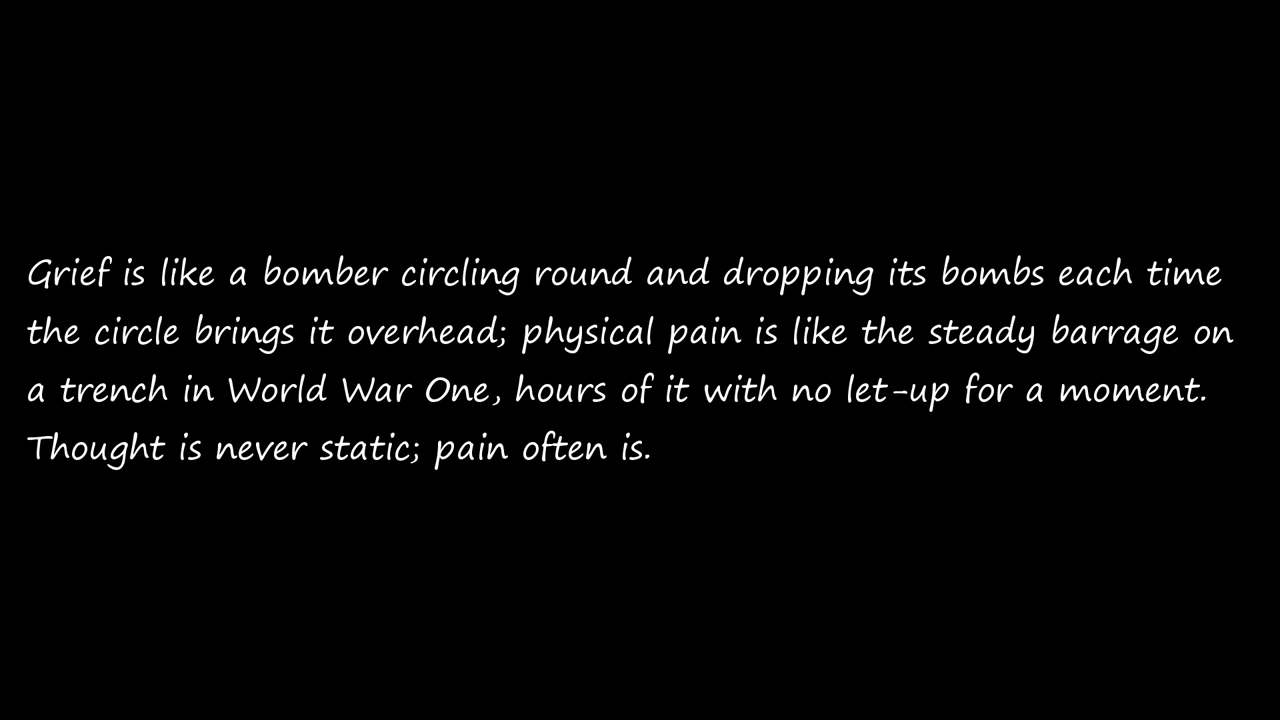 Grief is like a bomber circling round and dropping its bombs each time
the circle brings it overhead; physical pain is like the steady barrage on
a trench in World War One, hours of it with no let-up for a moment.
Thought is never static; pain often is.